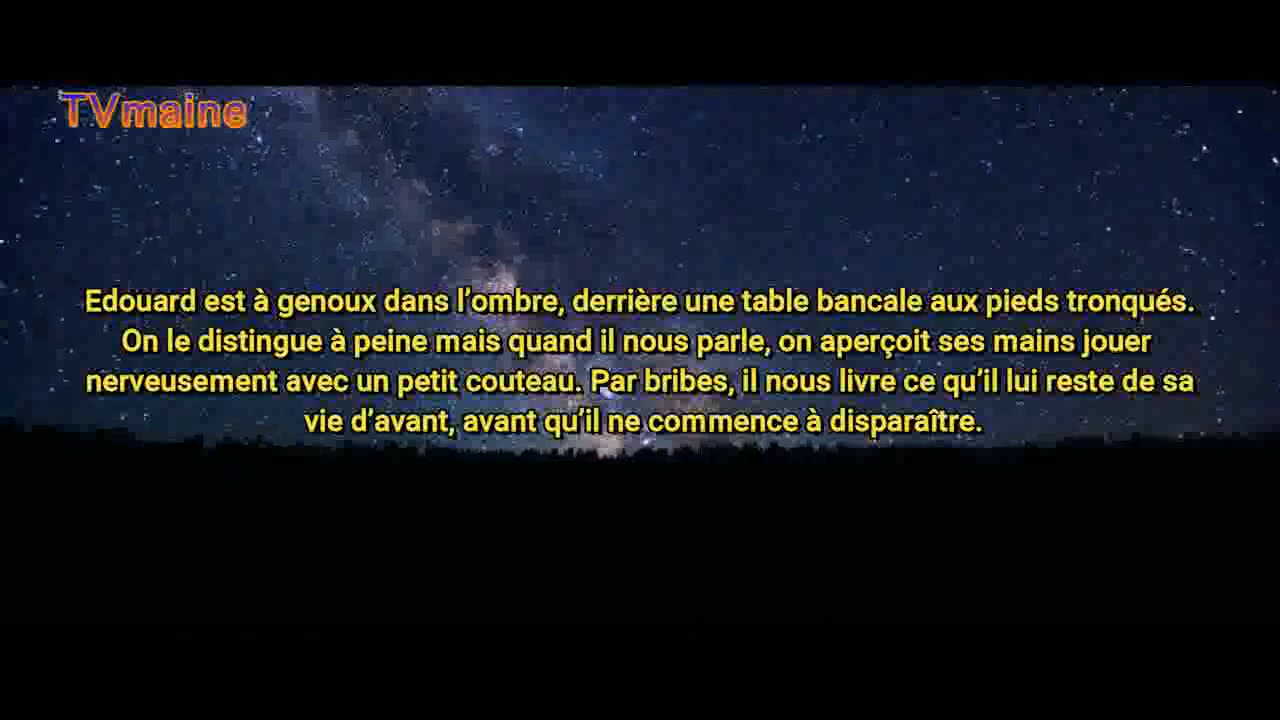 TVmaine
Edouard est à genoux dans l’ombre, derrière une table bancale aux pieds tronqués.
On le distingue à peine mais quand il nous parle, on aperçoit ses mains jouer
nerveusement avec un petit couteau. Par bribes, il nous livre ce qu’il lui reste de sa
vie d’avant, avant qu’il ne commence à disparaître.